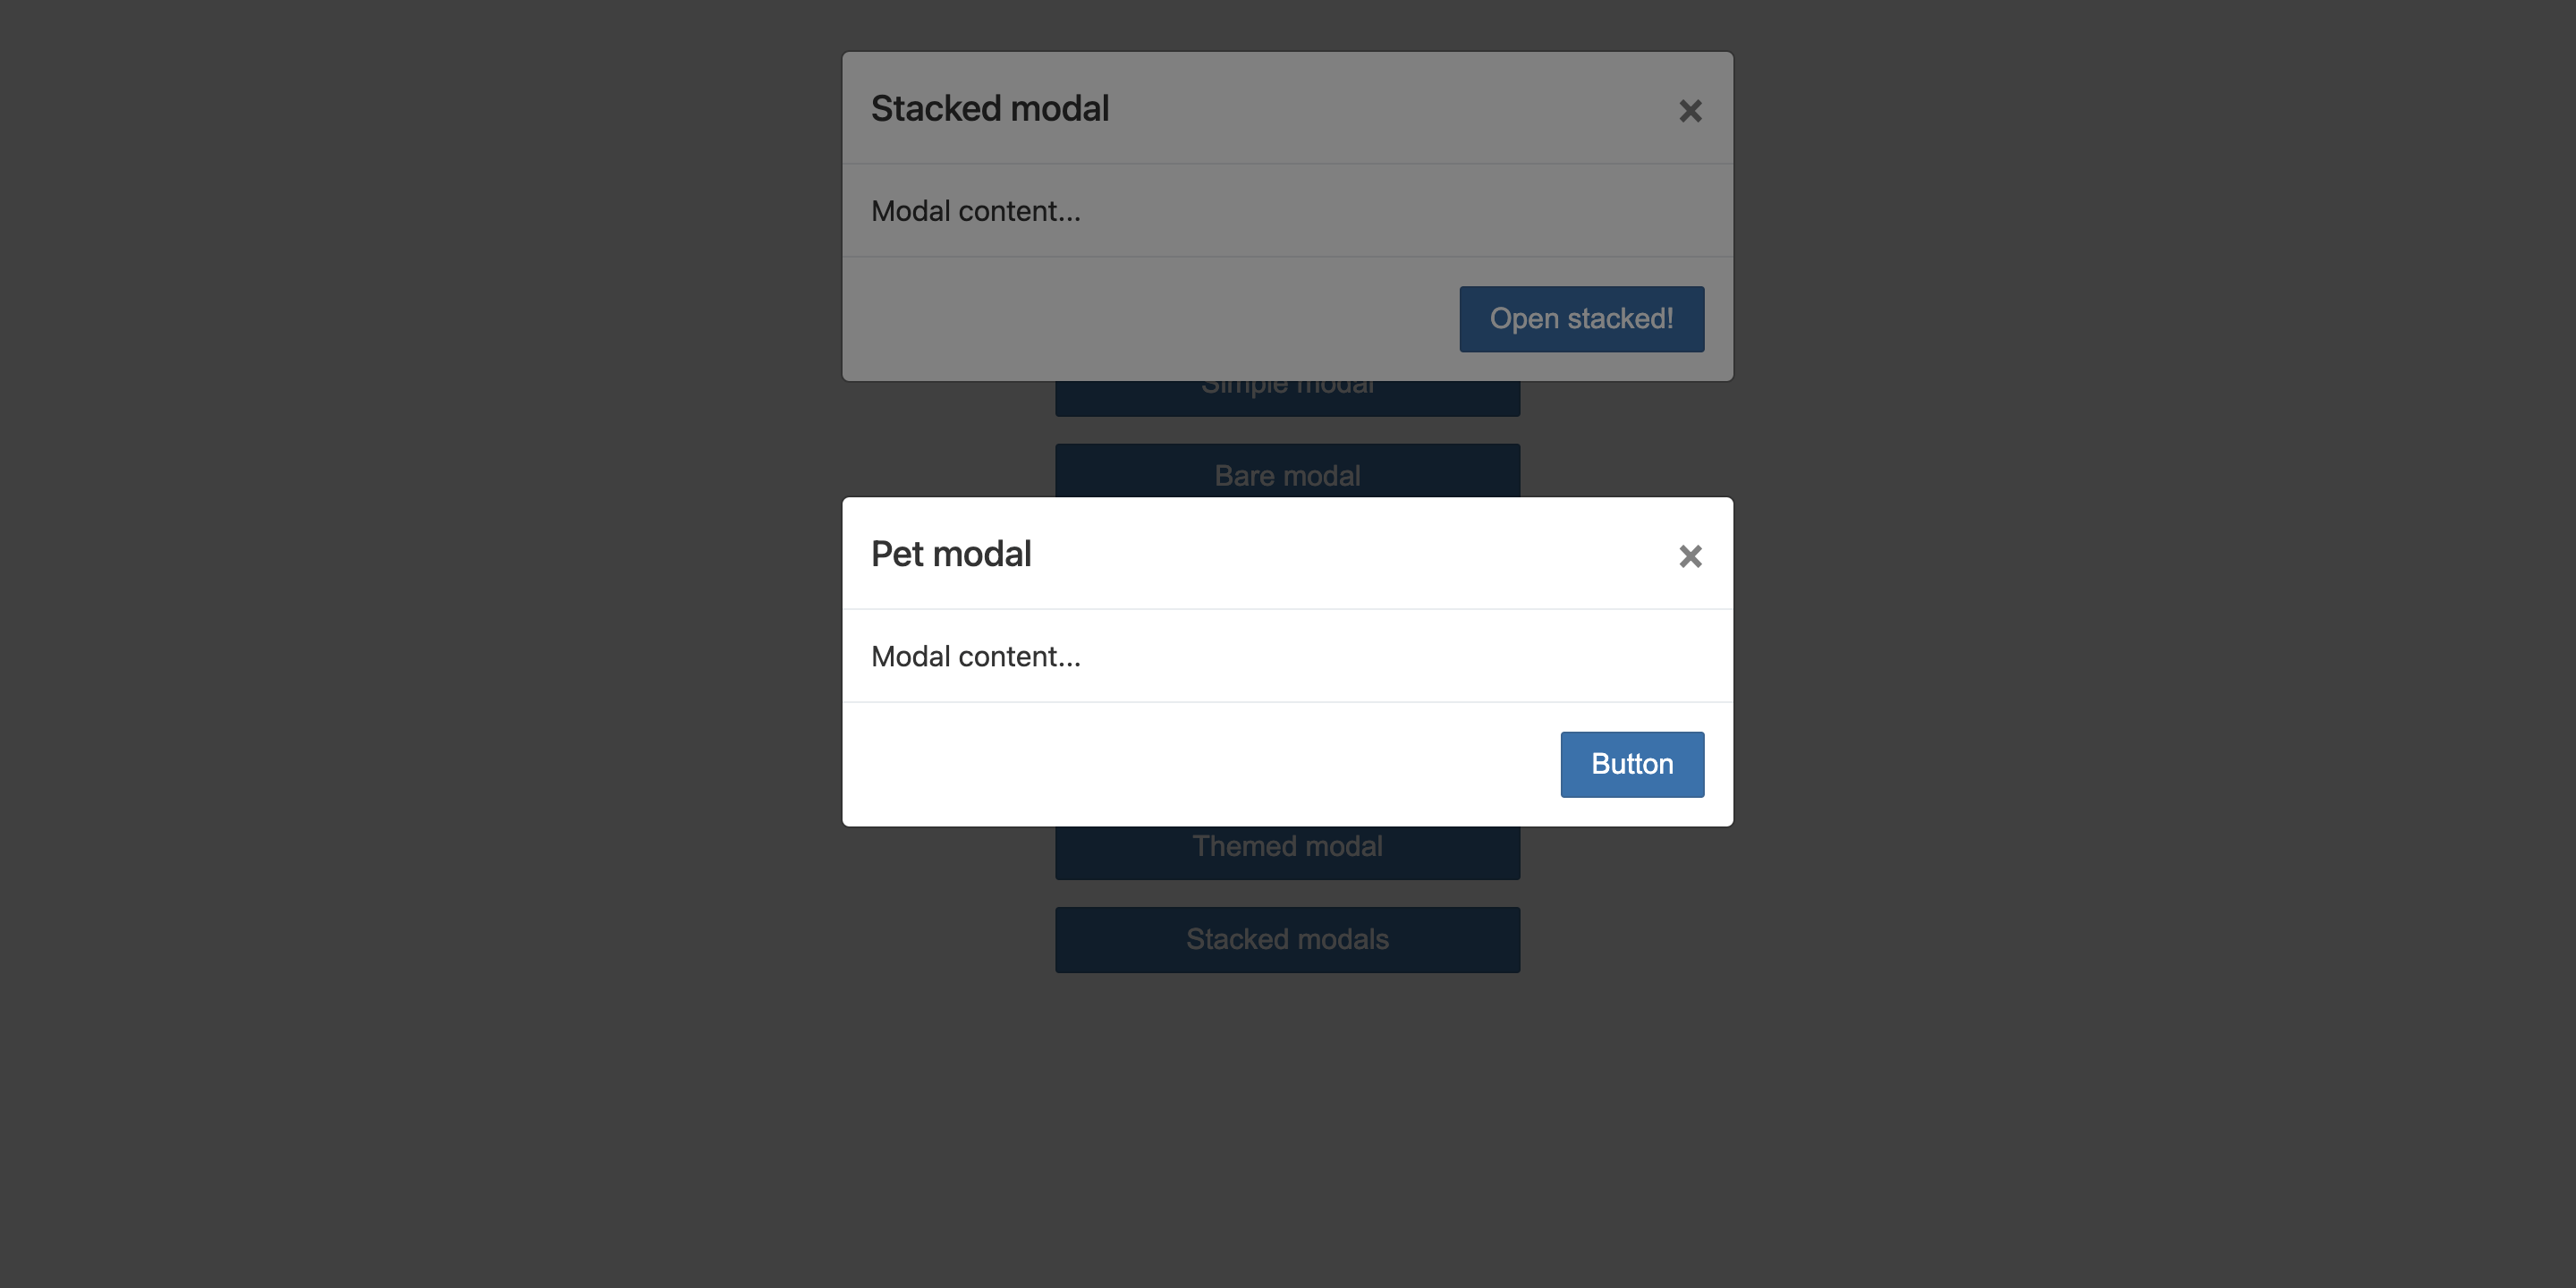 Stacked modal
×
Modal content...
Open stacked!
Simple modal
Bare modal
Pet modal
×
Modal content...
Button
Themed modal
Stacked modals